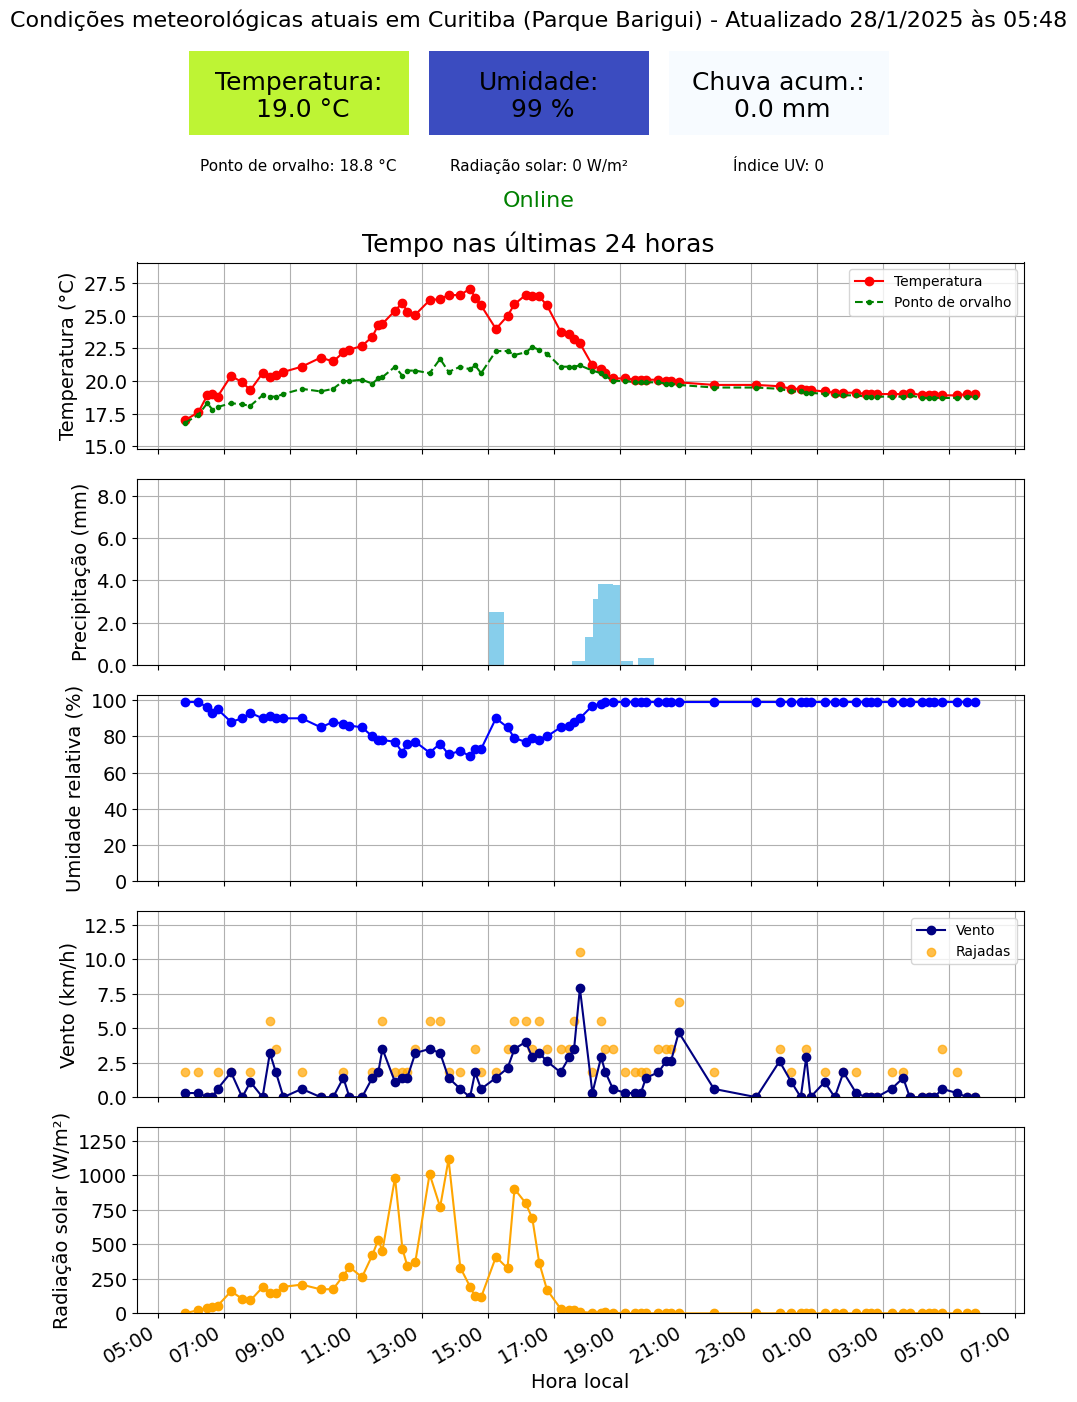 Condições meteorológicas atuais em Curitiba (Parque Barigui) - Atualizado 28/1/2025 às 05:48
Temperatura:
19.0 °C
Umidade:
99 %
Chuva acum.:
0.0 mm
Ponto de orvalho: 18.8 °C
Radiação solar: 0 W/m²
Índice UV: 0
Online
Tempo nas últimas 24 horas
Temperatura (°C)
27.5
25.0
22.5
20.0
17.5
15.0
Temperatura
Ponto de orvalho
Precipitação (mm)
8.0
6.0
4.0
2.0
0.0
Umidade relativa (%)
100
80
60
40
20
0
Vento (km/h)
12.5
10.0
7.5
5.0
2.5
0.0
Vento
Rajadas
Radiação solar (W/m²)
1250
1000
750
500
250
0
05:00
07:00
09:00
11:00
13:00
15:00
17:00
19:00
21:00
23:00
01:00
03:00
05:00
07:00
Hora local